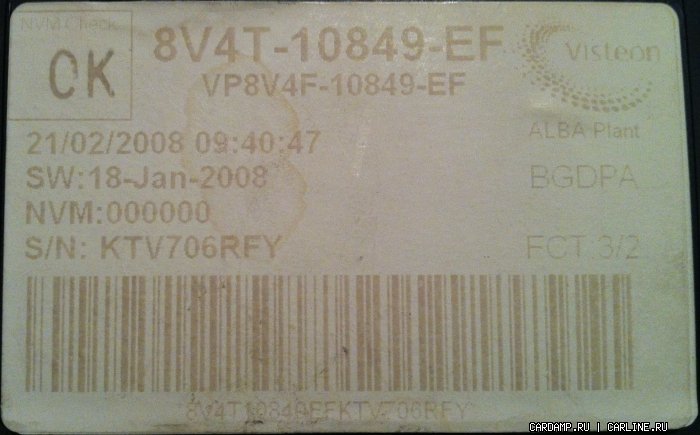 NVM Check
OK
8V4T-10849-EF
VP8V4F-10849-EF
Visteon
ALBA Plant
21/02/2008 09:40:47
SW:18-Jan-2008
BGDPA
NVM:000000
S/N: KTV706RFY
FCT 3/2
8V4T10849EFKTV706RFY
CARDAMP.RU | CARLINE.RU